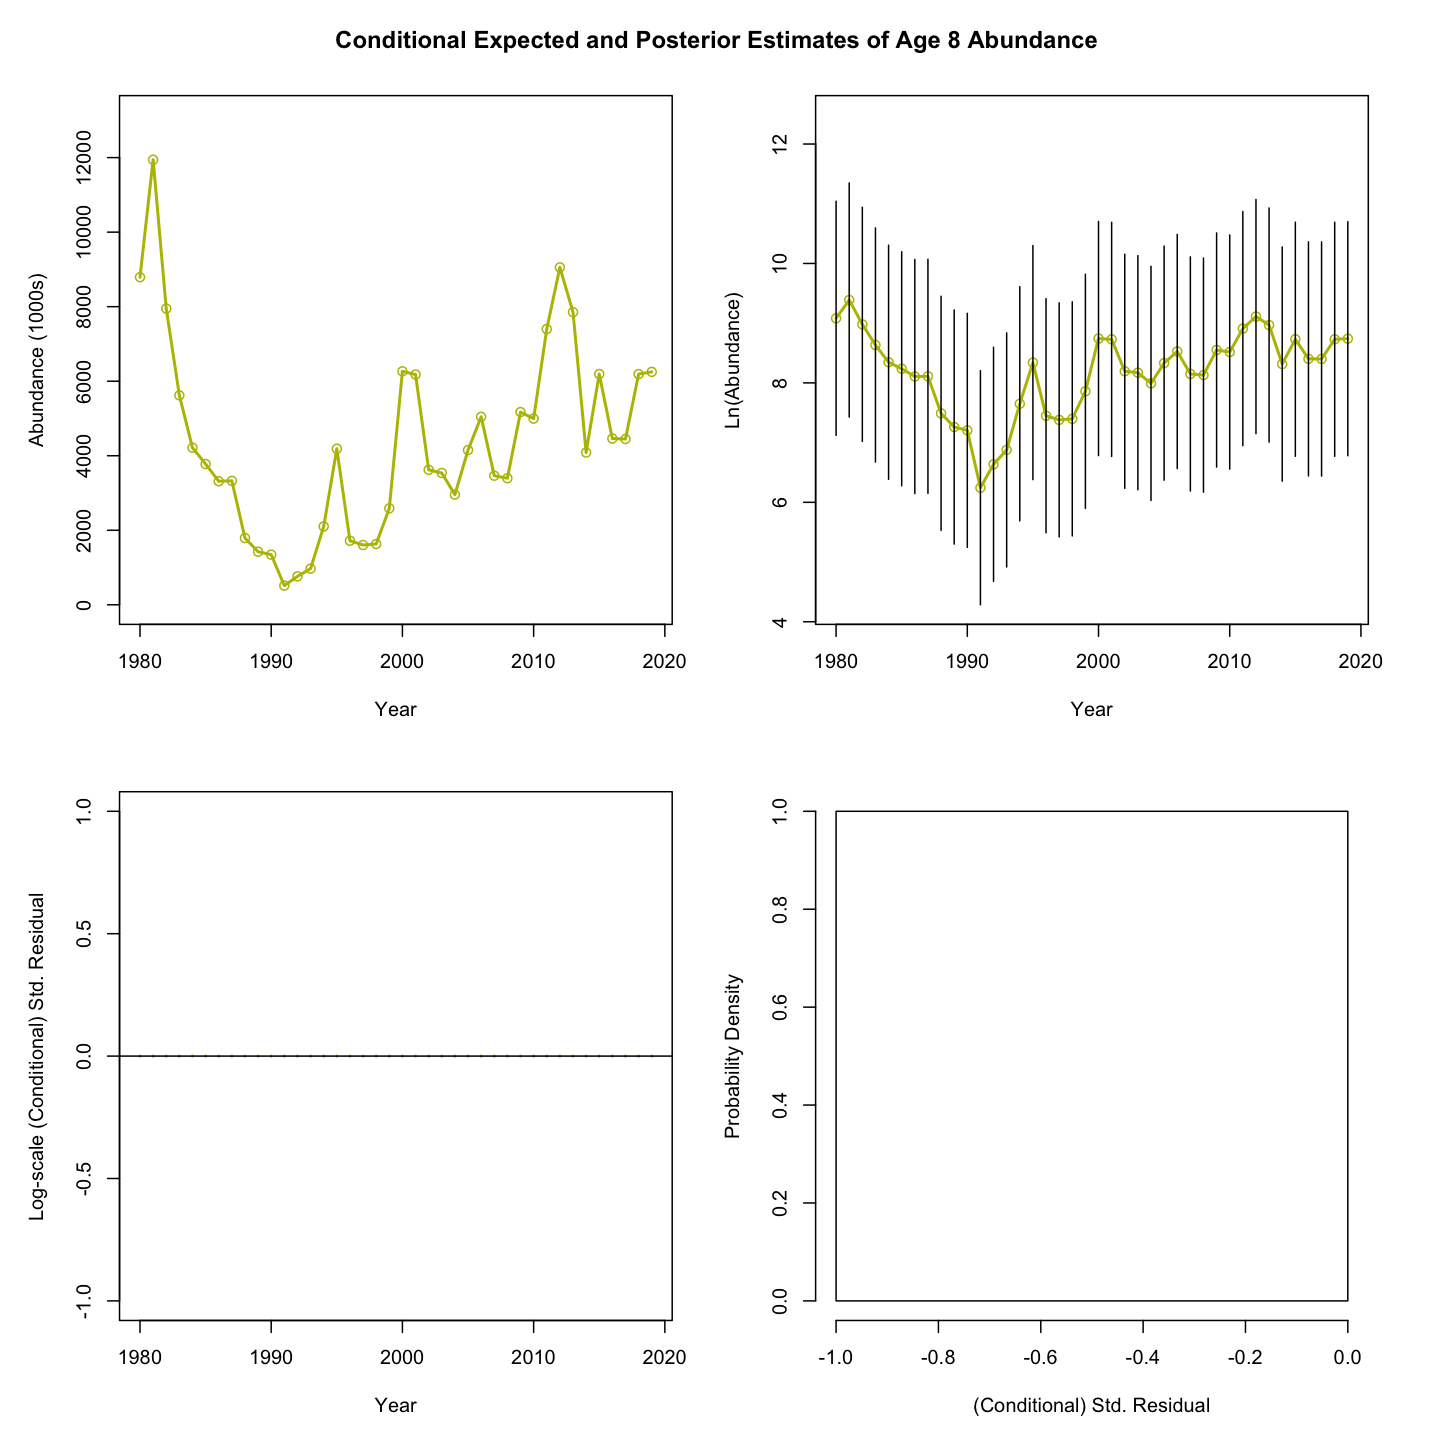 Conditional Expected and Posterior Estimates of Age 8 Abundance
Abundance (1000s)
12000
10000
8000
6000
4000
2000
0
1980 1990 2000 2010 2020
Year
Ln(Abundance)
12
10
8
6
4
1980 1990 2000 2010 2020
Year
Log-scale (Conditional) Std. Residual
1.0
0.5
0.0
-0.5
-1.0
1980 1990 2000 2010 2020
Year
Probability Density
1.0
0.8
0.6
0.4
0.2
0.0
-1.0 -0.8 -0.6 -0.4 -0.2 0.0
(Conditional) Std. Residual